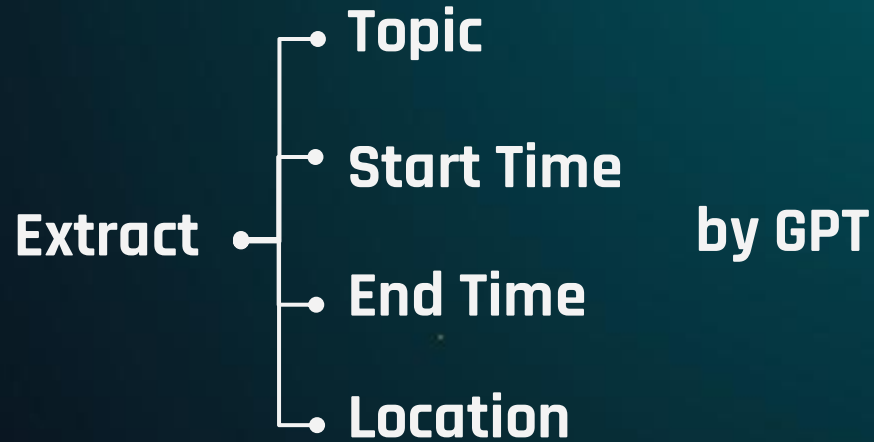 Topic
Start Time
Extract
by GPT
End Time
Location